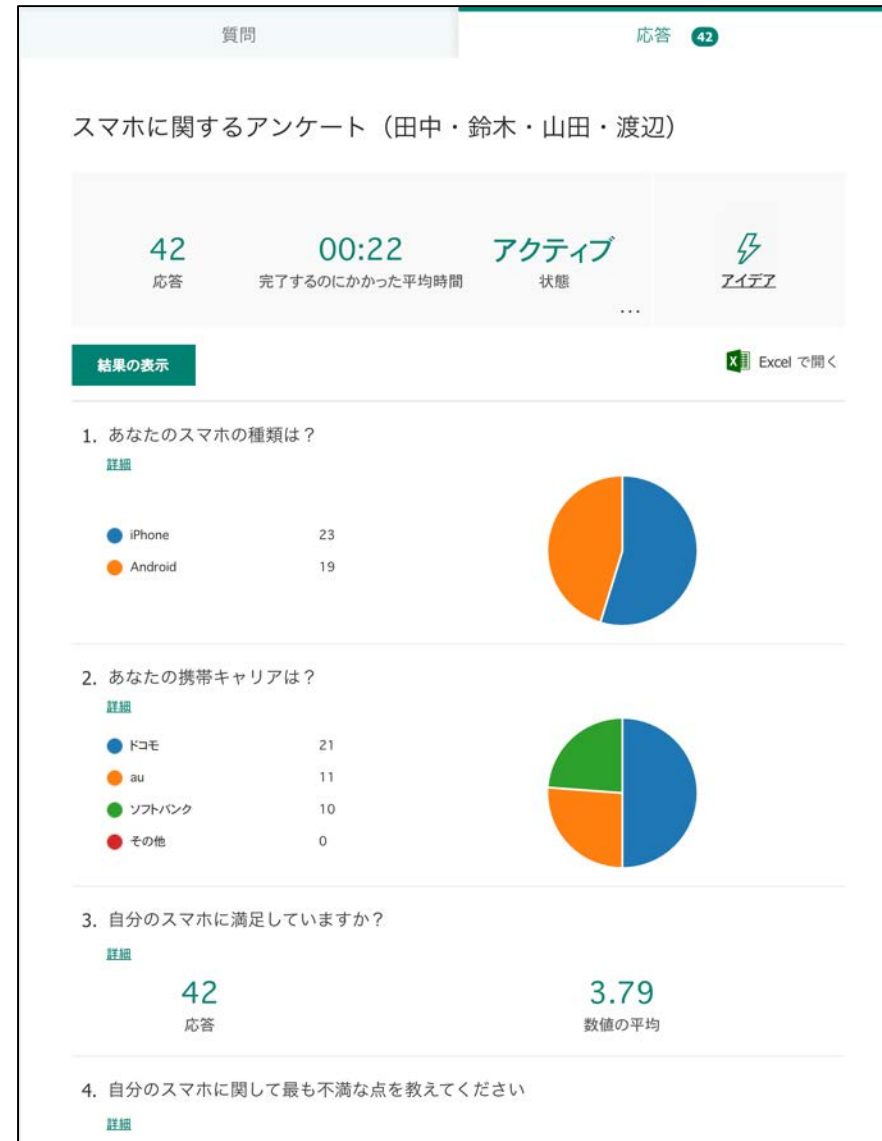 質問
応答 42
スマホに関するアンケート（田中・鈴木・山田・渡辺）
42
応答
00:22
完了するのにかかった平均時間
アクティブ
状態
...
アイデア
結果の表示
Excel で開く
1. あなたのスマホの種類は？
詳細
iPhone 23
Android 19
2. あなたの携帯キャリアは？
詳細
ドコモ 21
au 11
ソフトバンク 10
その他 0
3. 自分のスマホに満足していますか？
詳細
42
応答
3.79
数値の平均
4. 自分のスマホに関して最も不満な点を教えてください
詳細